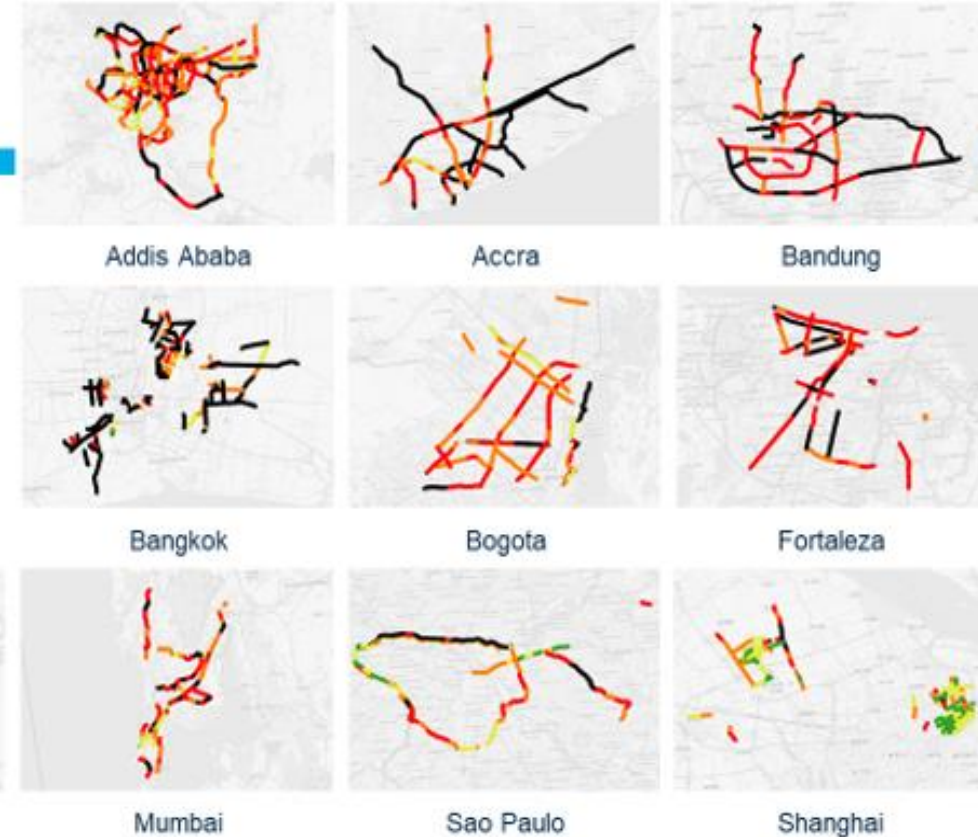 Addis Ababa
Accra
Bandung
Bangkok
Bogota
Fortaleza
Mumbai
Sao Paulo
Shanghai